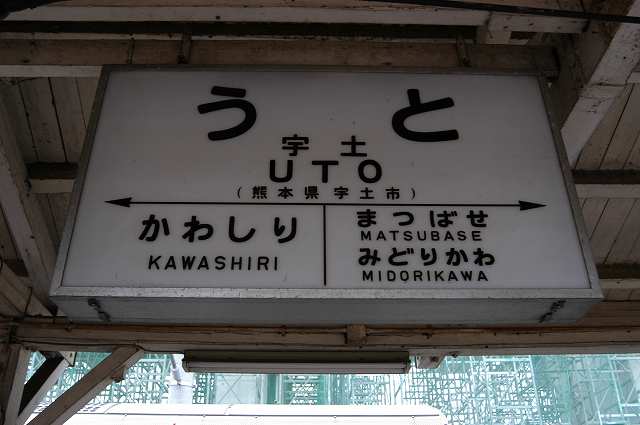 うと
宇土
UTO
(熊本県宇土市)
かわしり
KAWASHIRI
まつばせ
MATSUBASE
みどりかわ
MIDORIKAWA